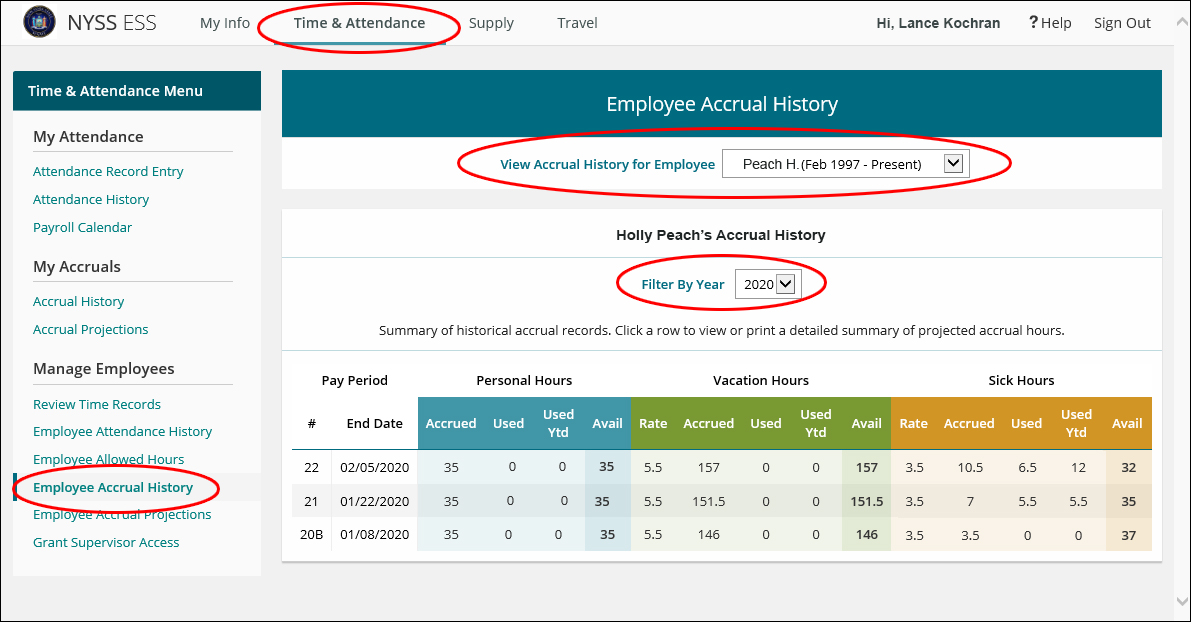 NYSS ESS
My Info
Time & Attendance
Supply
Travel
Hi, Lance Kochran
? Help
Sign Out
Time & Attendance Menu
My Attendance
Attendance Record Entry
Attendance History
Payroll Calendar
My Accruals
Accrual History
Accrual Projections
Manage Employees
Review Time Records
Employee Attendance History
Employee Allowed Hours
Employee Accrual History
Employee Accrual Projections
Grant Supervisor Access
Employee Accrual History
View Accrual History for Employee Peach H.(Feb 1997 - Present)
Holly Peach's Accrual History
Filter By Year 2020
Summary of historical accrual records. Click a row to view or print a detailed summary of projected accrual hours.
Pay Period Personal Hours Vacation Hours Sick Hours
# End Date Accrued Used Used Ytd Avail Rate Accrued Used Used Ytd Avail Rate Accrued Used Used Ytd Avail
22 02/05/2020 35 0 0 35 5.5 157 0 0 157 3.5 10.5 6.5 12 32
21 01/22/2020 35 0 0 35 5.5 151.5 0 0 151.5 3.5 7 5.5 5.5 35
20B 01/08/2020 35 0 0 35 5.5 146 0 0 146 3.5 3.5 0 0 37